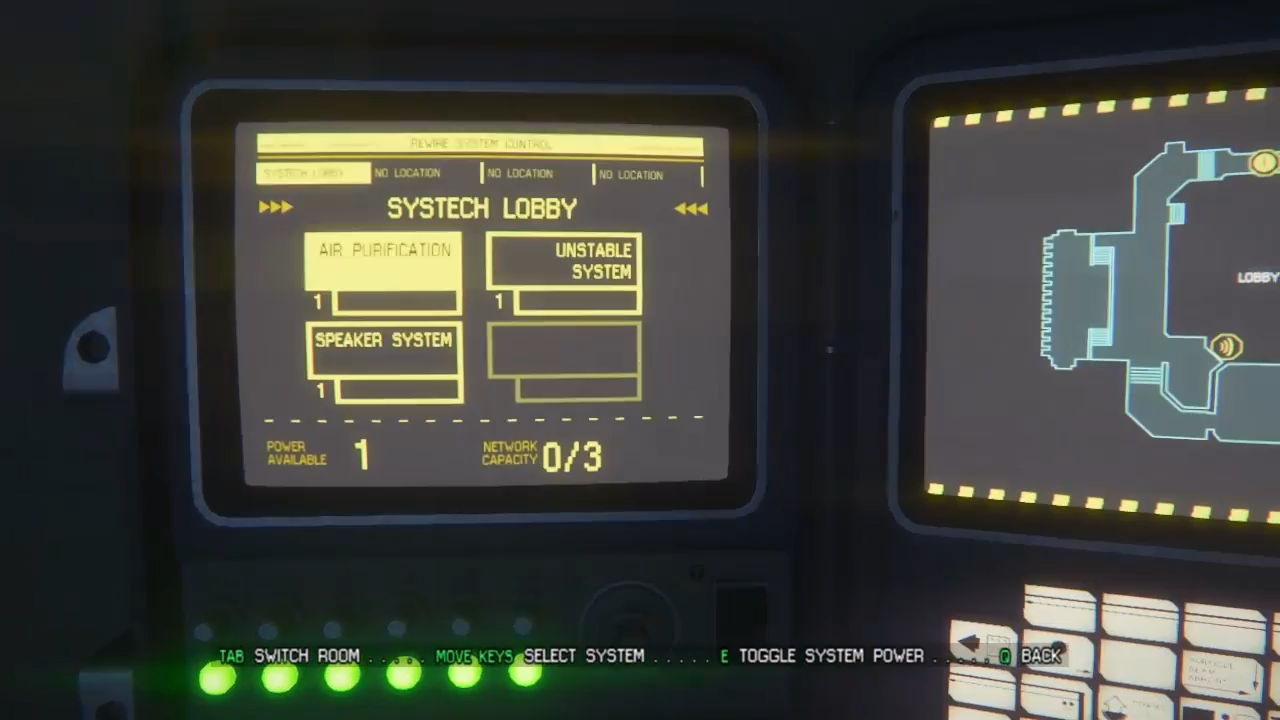 REWIRE SYSTEM CONTROL
SYSTECH LOBBY NO LOCATION NO LOCATION NO LOCATION
SYSTECH LOBBY
AIR PURIFICATION
1
UNSTABLE
SYSTEM
1
SPEAKER SYSTEM
1
POWER
AVAILABLE 1
NETWORK
CAPACITY 0/3
LOBBY
TAB SWITCH ROOM ..... MOVE KEYS SELECT SYSTEM ..... E TOGGLE SYSTEM POWER ..... Q BACK